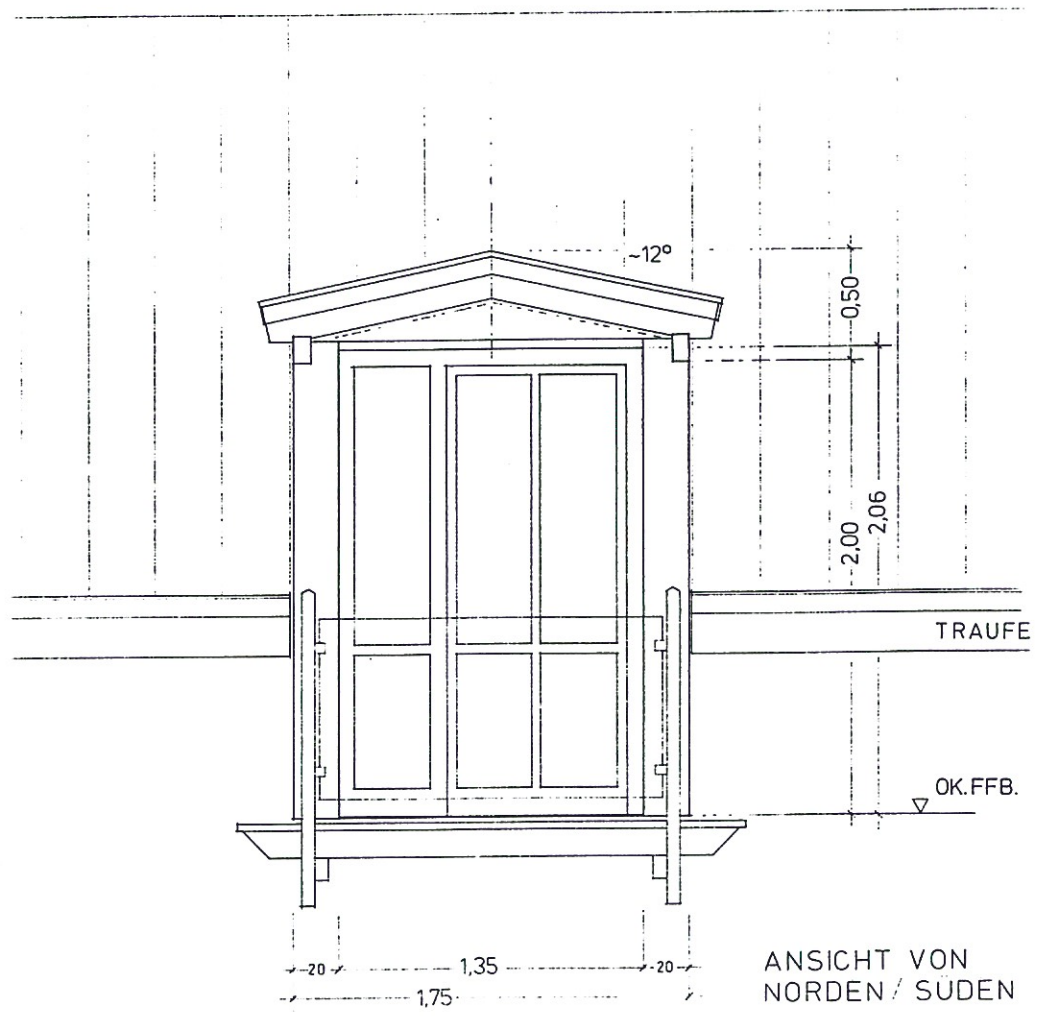 ~12°
0,50
2,00
2,06
TRAUFE
OK.FFB.
20
1,35
20
1,75
ANSICHT VON
NORDEN / SÜDEN